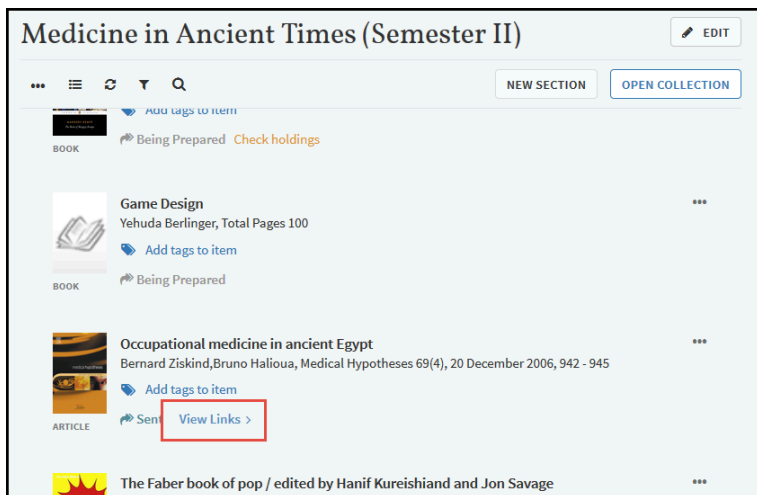 Medicine in Ancient Times (Semester II)
EDIT
NEW SECTION
OPEN COLLECTION
Add tags to item
BOOK
Being Prepared Check holdings
Game Design
Yehuda Berlinger, Total Pages 100
Add tags to item
Being Prepared
BOOK
Occupational medicine in ancient Egypt
Bernard Ziskind,Bruno Halioua, Medical Hypotheses 69(4), 20 December 2006, 942 - 945
Add tags to item
Sent View Links >
ARTICLE
The Faber book of pop / edited by Hanif Kureishiand and Jon Savage